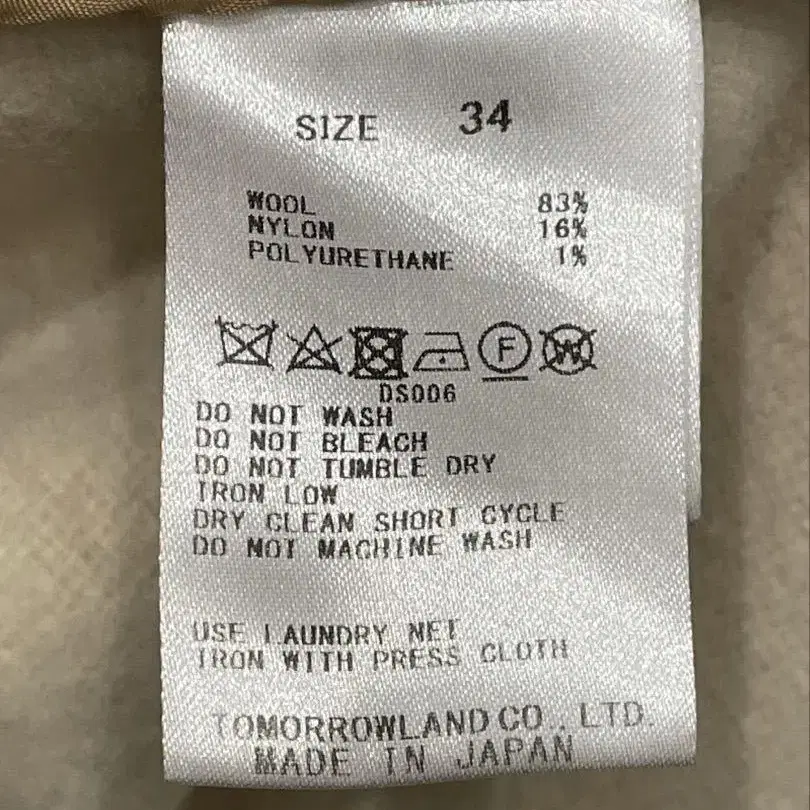 SIZE 34
WOOL 83%
NYLON 16%
POLYURETHANE 1%
F W
DS006
DO NOT WASH
DO NOT BLEACH
DO NOT TUMBLE DRY
IRON LOW
DRY CLEAN SHORT CYCLE
DO NOT MACHINE WASH
USE LAUNDRY NET
IRON WITH PRESS CLOTH
TOMORROWLAND CO., LTD.
MADE IN JAPAN